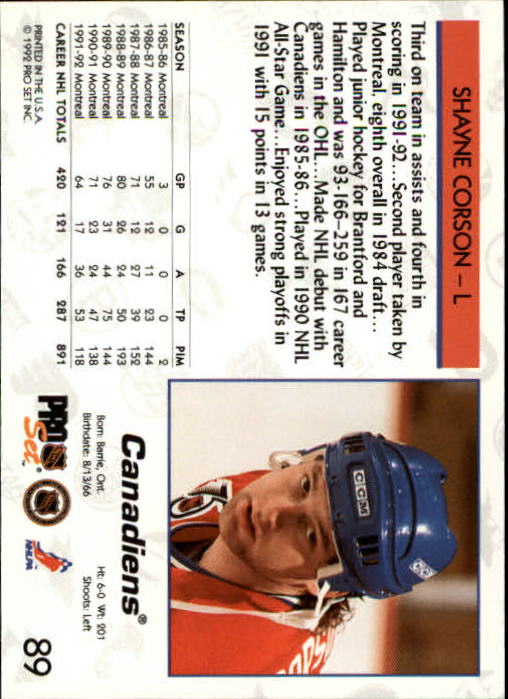 SHAYNE CORSON – L
Third on team in assists and fourth in
scoring in 1991-92...Second player taken by
Montreal, eighth overall in 1984 draft...
Played junior hockey for Brantford and
Hamilton and was 93-166–259 in 167 career
games in the OHL...Made NHL debut with
Canadiens in 1985-86...Played in 1990 NHL
All-Star Game...Enjoyed strong playoffs in
1991 with 15 points in 13 games.
SEASON GP G A TP PIM
1985-86 Montreal 3 0 0 0 2
1986-87 Montreal 55 12 11 23 144
1987-88 Montreal 71 12 27 39 152
1988-89 Montreal 80 26 24 50 193
1989-90 Montreal 76 31 44 75 144
1990-91 Montreal 71 23 24 47 138
1991-92 Montreal 64 17 36 53 118
CAREER NHL TOTALS 420 121 166 287 891
PRINTED IN THE U.S.A.
© 1992 PRO SET INC.
CCM
Canadiens®
Born: Barrie, Ont. Ht: 6-0 Wt: 201
Birthdate: 8/13/66 Shoots: Left
PRO Set
NHLPA
89